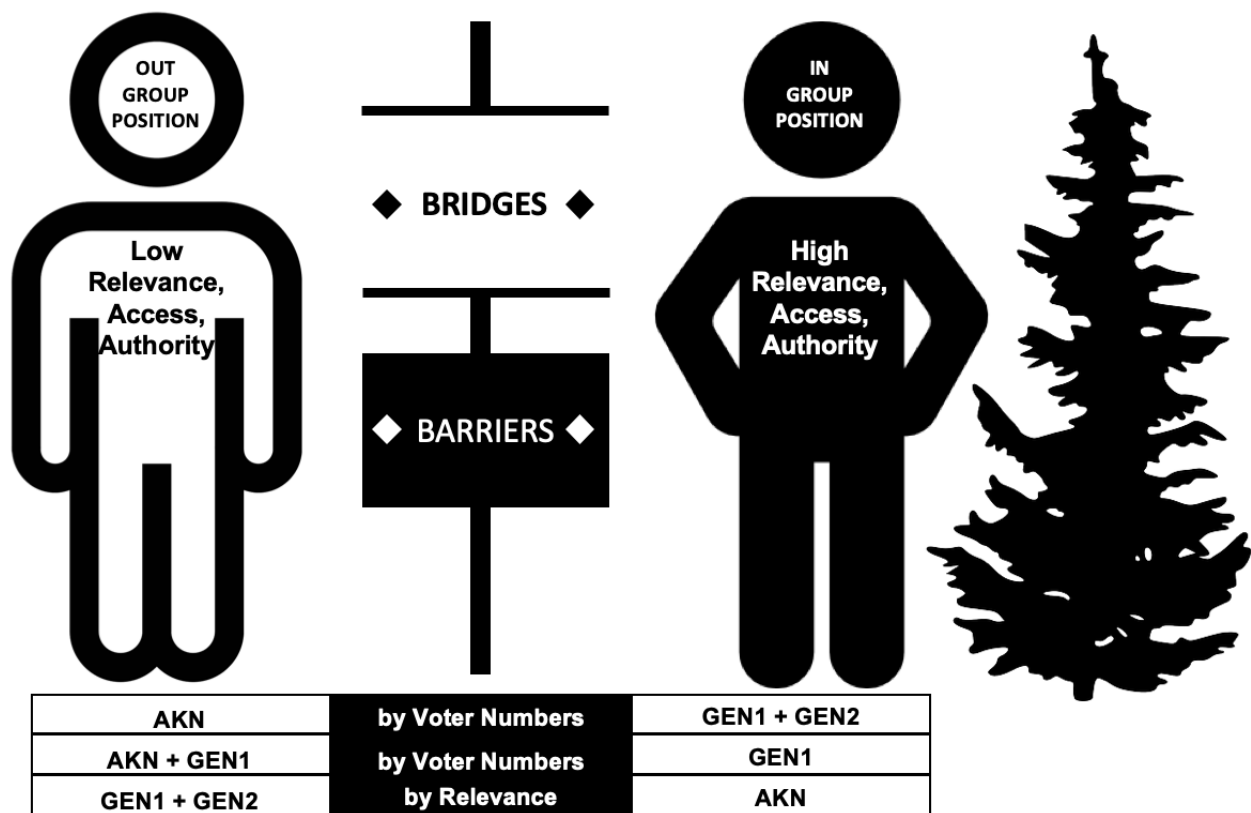 OUT
GROUP
POSITION
Low
Relevance,
Access,
Authority
BRIDGES
BARRIERS
IN
GROUP
POSITION
High
Relevance,
Access,
Authority
AKN by Voter Numbers GEN1 + GEN2
AKN + GEN1 by Voter Numbers GEN1
GEN1 + GEN2 by Relevance AKN